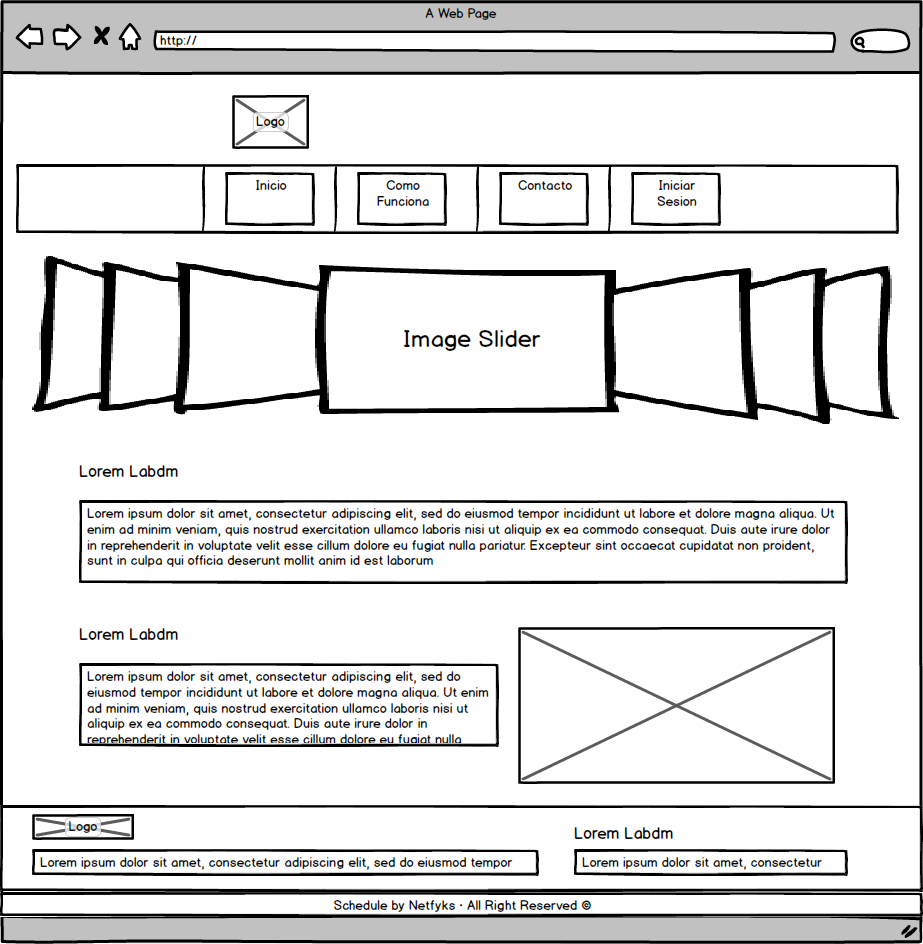 A Web Page
http://
Logo
Inicio
Como
Funciona
Contacto
Iniciar
Sesion
Image Slider
Lorem Labdm
Lorem ipsum dolor sit amet, consectetur adipiscing elit, sed do eiusmod tempor incididunt ut labore et dolore magna aliqua. Ut
enim ad minim veniam, quis nostrud exercitation ullamco laboris nisi ut aliquip ex ea commodo consequat. Duis aute irure dolor
in reprehenderit in voluptate velit esse cillum dolore eu fugiat nulla pariatur. Excepteur sint occaecat cupidatat non proident,
sunt in culpa qui officia deserunt mollit anim id est laborum
Lorem Labdm
Lorem ipsum dolor sit amet, consectetur adipiscing elit, sed do
eiusmod tempor incididunt ut labore et dolore magna aliqua. Ut enim
ad minim veniam, quis nostrud exercitation ullamco laboris nisi ut
aliquip ex ea commodo consequat. Duis aute irure dolor in
reprehenderit in voluptate velit esse cillum dolore eu fugiat nulla
Logo
Lorem ipsum dolor sit amet, consectetur adipiscing elit, sed do eiusmod tempor
Lorem Labdm
Lorem ipsum dolor sit amet, consectetur
Schedule by Netfyks · All Right Reserved ©